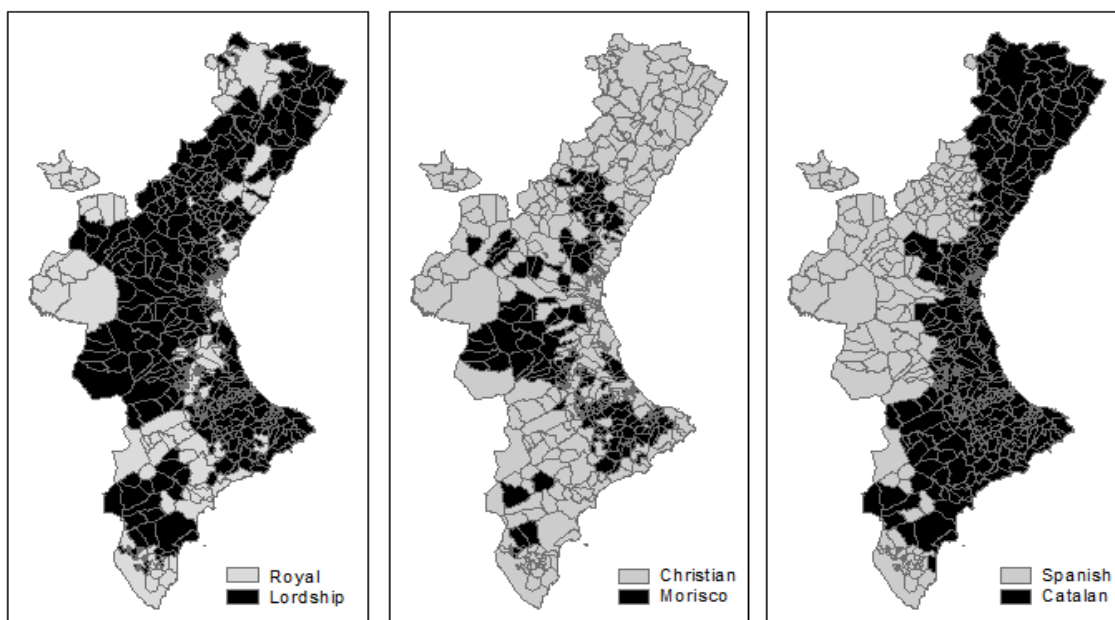 Royal
Lordship
Christian
Morisco
Spanish
Catalan